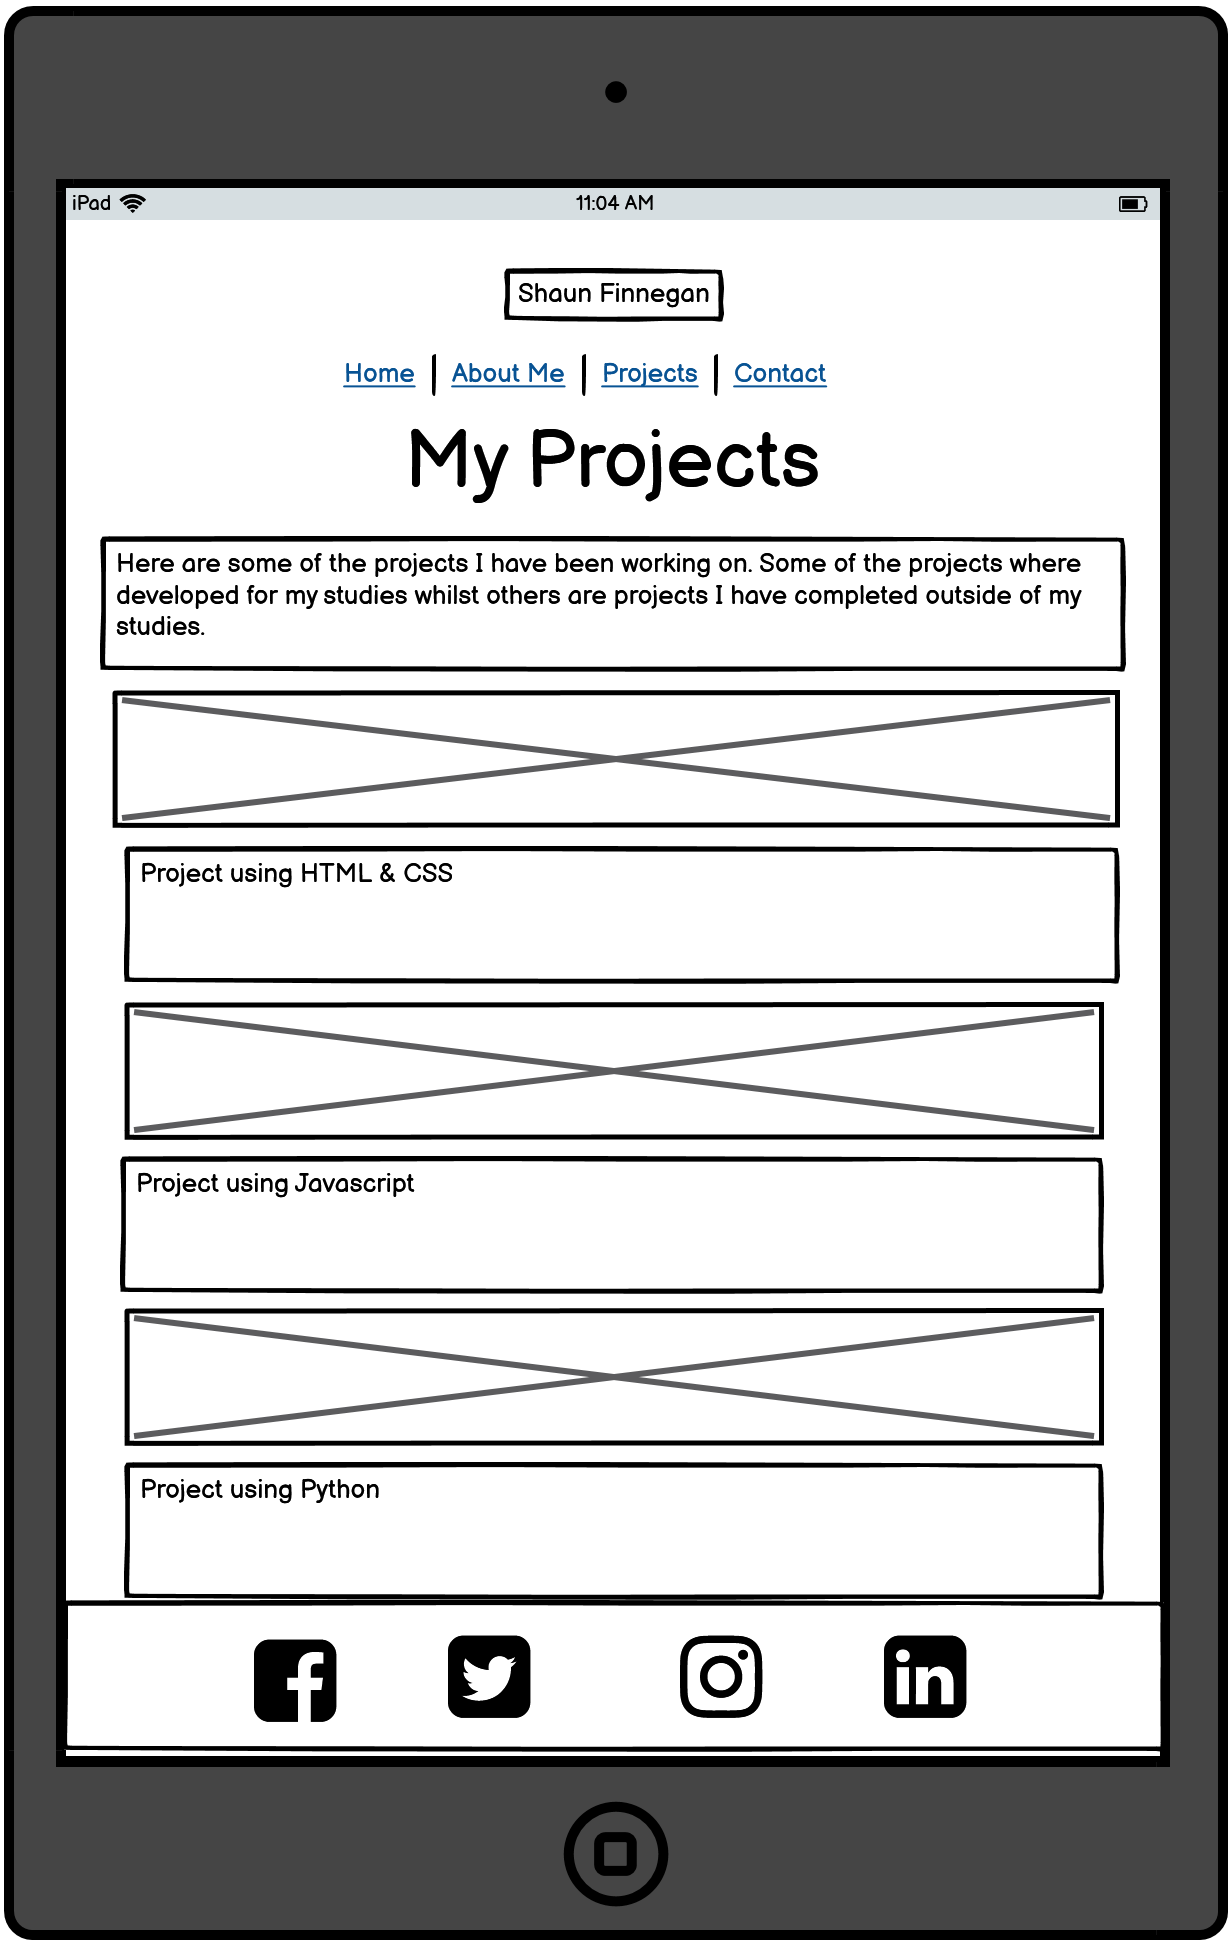 iPad
11:04 AM
Shaun Finnegan
Home About Me Projects Contact
My Projects
Here are some of the projects I have been working on. Some of the projects where
developed for my studies whilst others are projects I have completed outside of my
studies.
Project using HTML & CSS
Project using Javascript
Project using Python